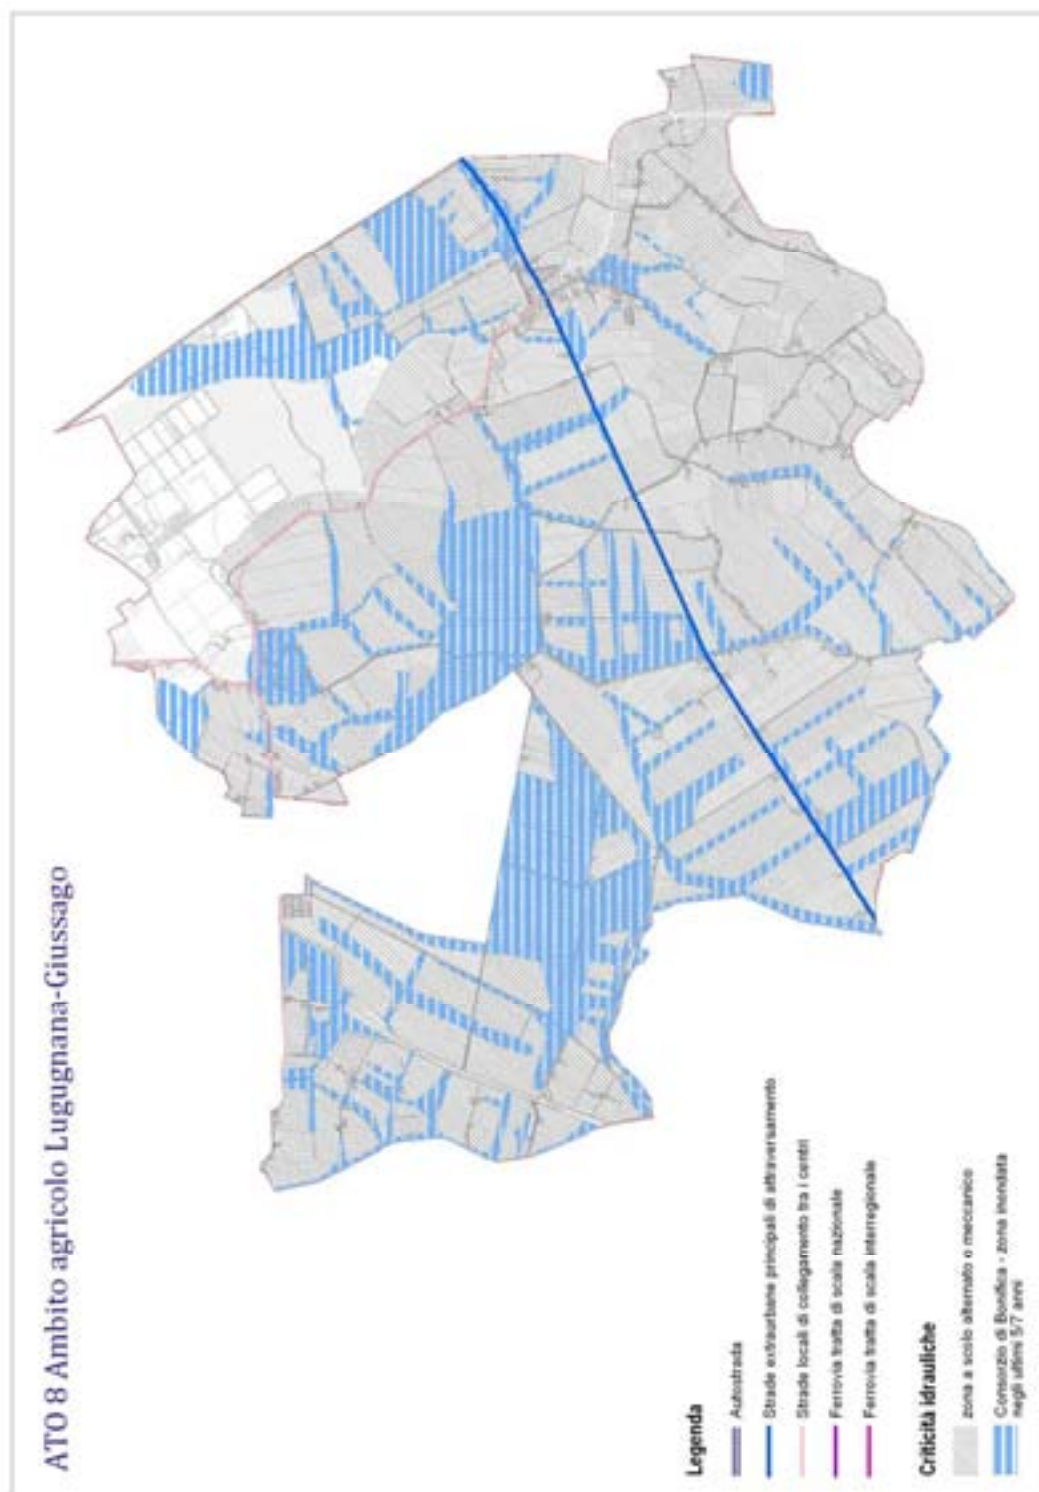 ATO 8 Ambito agricolo Lugugnana-Giussago
Legenda
Autostrada
Strade extraurbane principali di attraversamento
Strade locali di collegamento tra i centri
Ferrovia tratta di scala nazionale
Ferrovia tratta di scala interregionale
Criticità idrauliche
zona a scolo alternato o meccanico
Consorzio di Bonifica - zona inondata
negli ultimi 5/7 anni